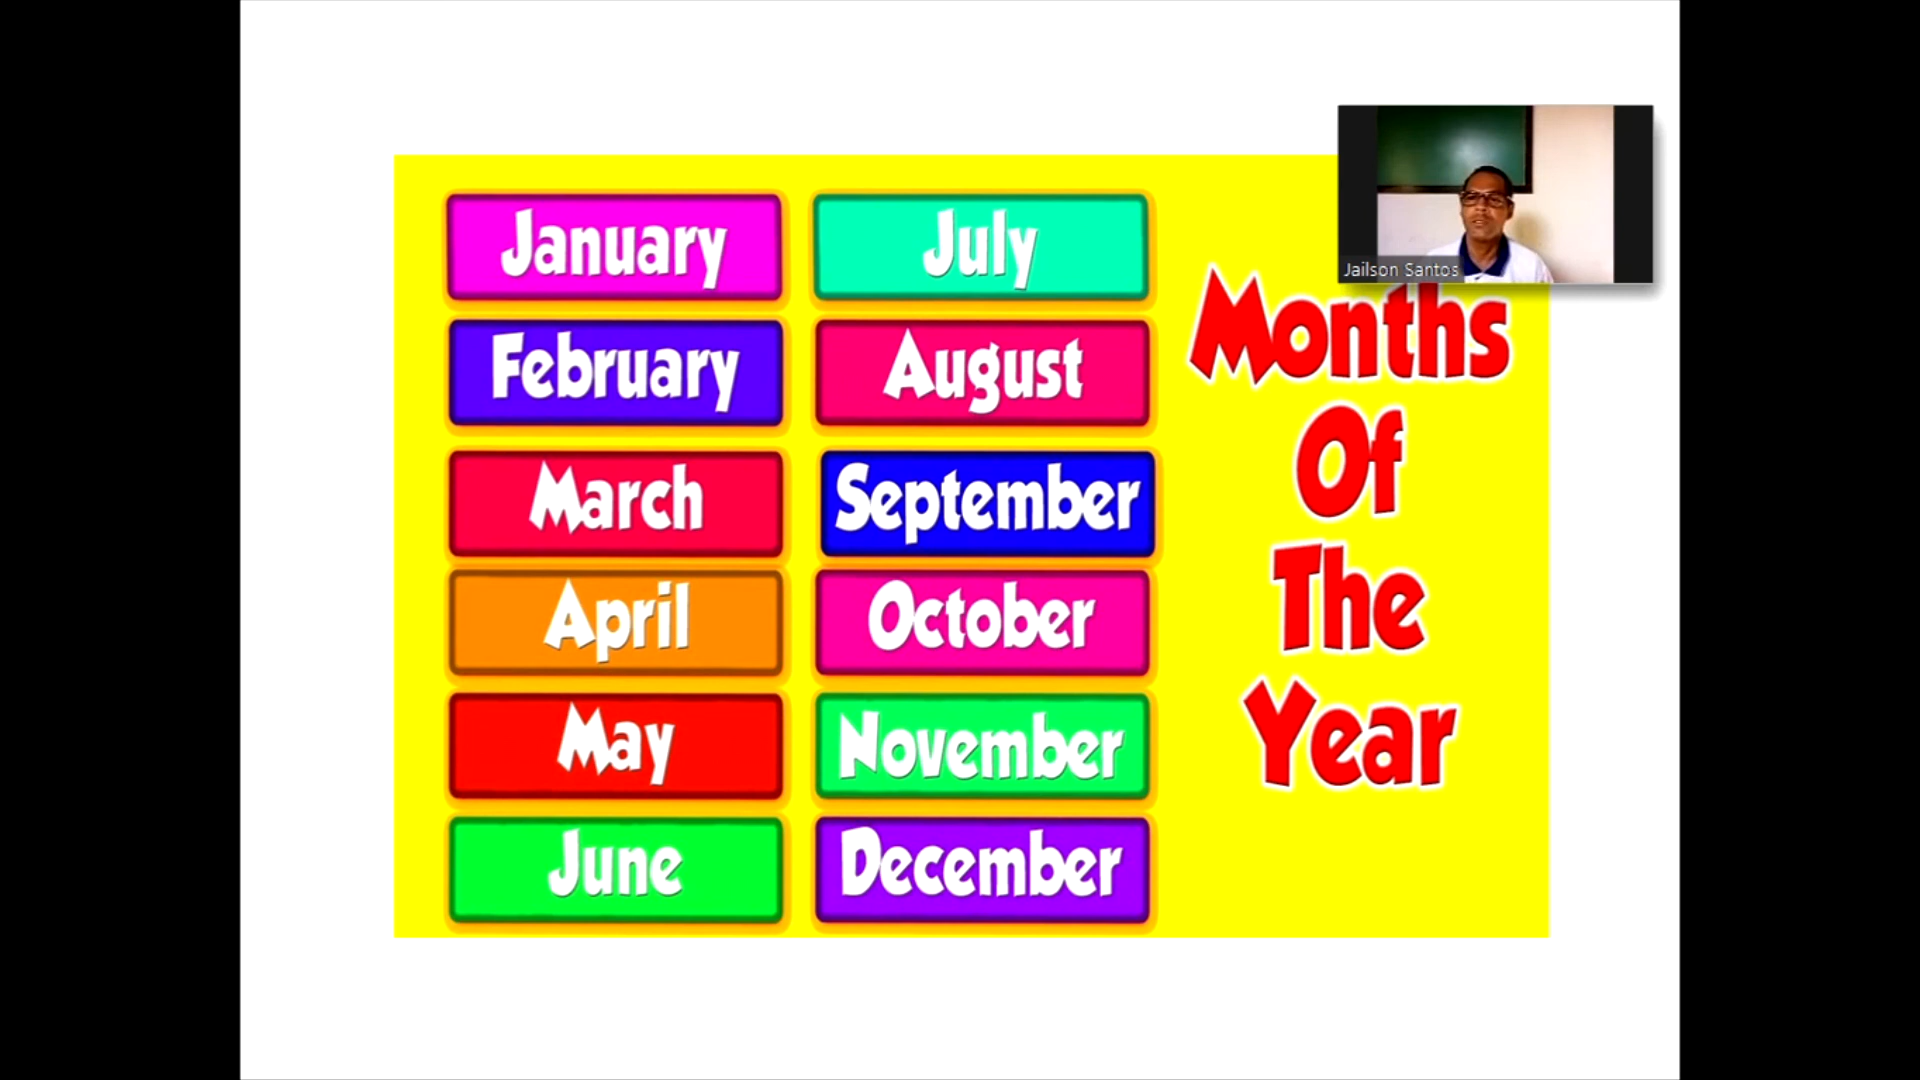 January
February
March
April
May
June
July
August
September
October
November
December
Months
Of
The
Year
Jailson Santos